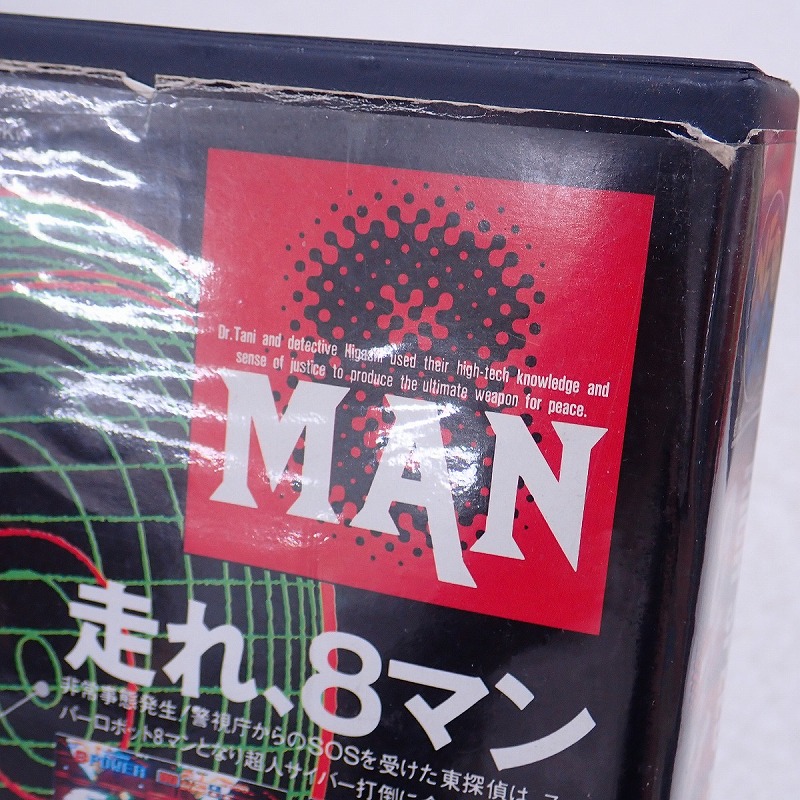 Dr.Tani and detective Higashi used their high-tech knowledge and
sense of justice to produce the ultimate weapon for peace.
MAN
走れ、8マン
非常事態発生!警視庁からのSOSを受けた東探偵は、ス
バーロボット8マンとなり超人サイバー打倒に
POWER